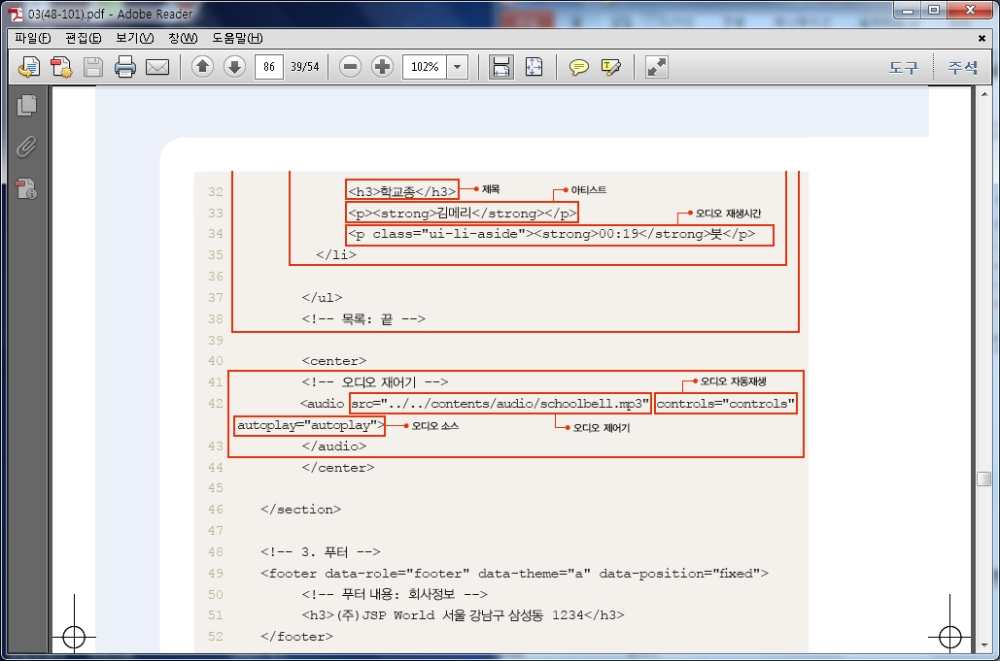 03(48-101).pdf - Adobe Reader
파일(F) 편집(E) 보기(V) 창(W) 도움말(H)
86 39/54 102% 도구 주석
32 <h3>학교종</h3> 제목 아티스트
33 <p><strong>김메리</strong></p> 오디오 재생시간
34 <p class="ui-li-aside"><strong>00:19</strong>붓</p>
35 </li>
36
37 </ul>
38 <!-- 목록: 끝 -->
39
40 <center>
41 <!-- 오디오 재어기 --> 오디오 자동재생
42 <audio src="../../contents/audio/schoolbell.mp3" controls="controls"
autoplay="autoplay"> 오디오 소스 오디오 제어기
43 </audio>
44 </center>
45
46 </section>
47
48 <!-- 3. 푸터 -->
49 <footer data-role="footer" data-theme="a" data-position="fixed">
50 <!-- 푸터 내용: 회사정보 -->
51 <h3>(주)JSP World 서울 강남구 삼성동 1234</h3>
52 </footer>